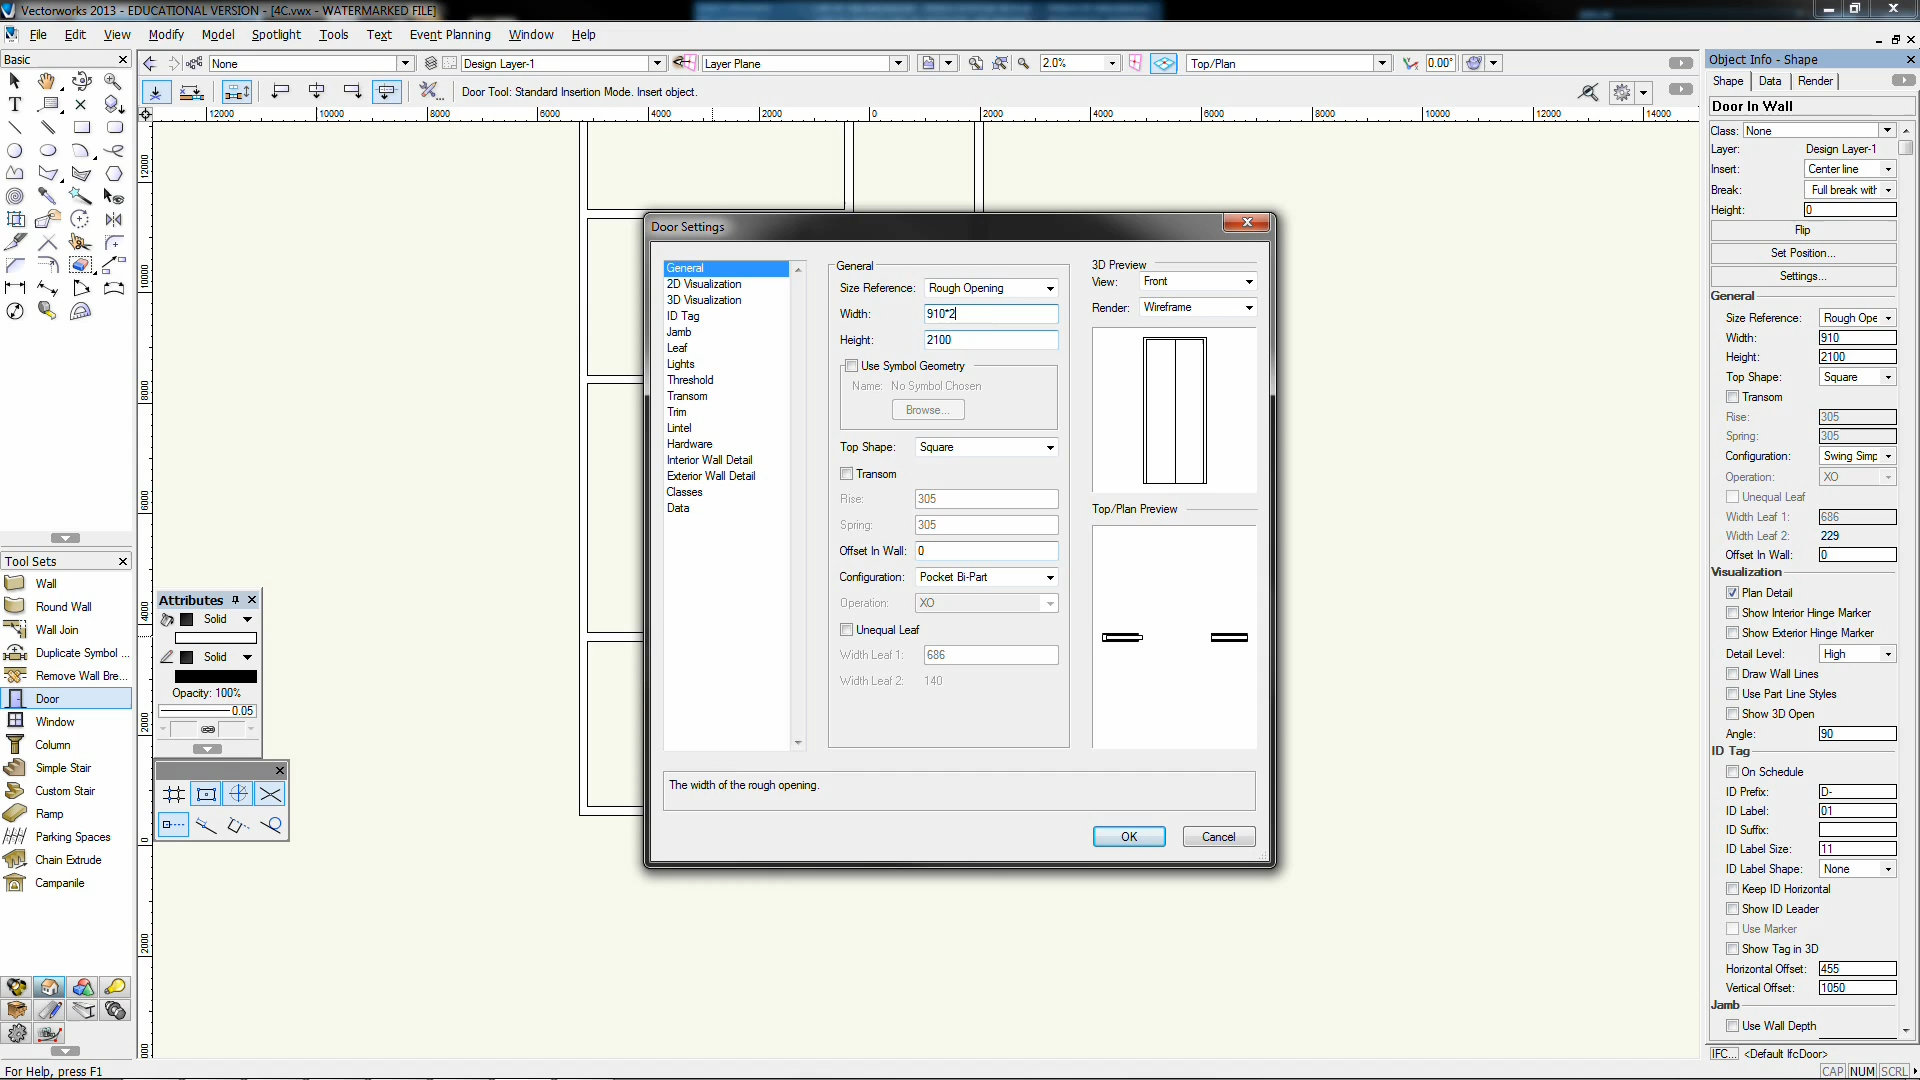 Vectorworks 2013 - EDUCATIONAL VERSION - [4C.vwx - WATERMARKED FILE]
File Edit View Modify Model Spotlight Tools Text Event Planning Window Help
Basic
None Design Layer-1 Layer Plane 2.0% Top/Plan 0.00°
Door Tool: Standard Insertion Mode. Insert object.
12000 10000 8000 6000 4000 2000 0 2000 4000 6000 8000 10000 12000 14000
12000
10000
8000
6000
4000
2000
0
2000
Tool Sets
Wall
Round Wall
Wall Join
Duplicate Symbol ...
Remove Wall Bre...
Door
Window
Column
Simple Stair
Custom Stair
Ramp
Parking Spaces
Chain Extrude
Campanile
Attributes
Solid
Solid
Opacity: 100%
0.05
Door Settings
General
2D Visualization
3D Visualization
ID Tag
Jamb
Leaf
Lights
Threshold
Transom
Trim
Lintel
Hardware
Interior Wall Detail
Exterior Wall Detail
Classes
Data
General
Size Reference: Rough Opening
Width: 910*2
Height: 2100
Use Symbol Geometry
Name: No Symbol Chosen
Browse...
Top Shape: Square
Transom
Rise: 305
Spring: 305
Offset In Wall: 0
Configuration: Pocket Bi-Part
Operation: XO
Unequal Leaf
Width Leaf 1: 686
Width Leaf 2: 140
3D Preview
View: Front
Render: Wireframe
Top/Plan Preview
The width of the rough opening.
OK Cancel
Object Info - Shape
Shape Data Render
Door In Wall
Class: None
Layer: Design Layer-1
Insert: Center line
Break: Full break with
Height: 0
Flip
Set Position...
Settings...
General
Size Reference: Rough Ope
Width: 910
Height: 2100
Top Shape: Square
Transom
Rise: 305
Spring: 305
Configuration: Swing Simp
Operation: XO
Unequal Leaf
Width Leaf 1: 686
Width Leaf 2: 229
Offset In Wall: 0
Visualization
Plan Detail
Show Interior Hinge Marker
Show Exterior Hinge Marker
Detail Level: High
Draw Wall Lines
Use Part Line Styles
Show 3D Open
Angle: 90
ID Tag
On Schedule
ID Prefix: D-
ID Label: 01
ID Suffix:
ID Label Size: 11
ID Label Shape: None
Keep ID Horizontal
Show ID Leader
Use Marker
Show Tag in 3D
Horizontal Offset: 455
Vertical Offset: 1050
Jamb
Use Wall Depth
IFC... <Default IfcDoor>
For Help, press F1
CAP NUM SCRL